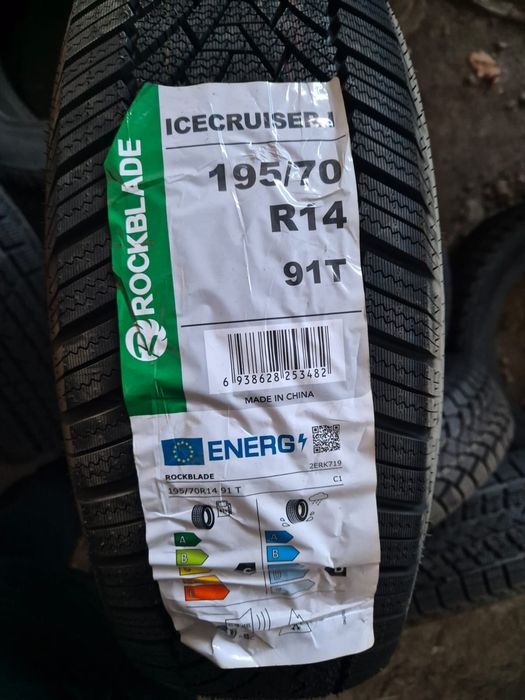 ICECRUISER I
ROCKBLADE
195/70
R14
91T
6 938628 253482
MADE IN CHINA
ENERG
ROCKBLADE
2ERK719
195/70R14 91 T
C1
A
B
A
B